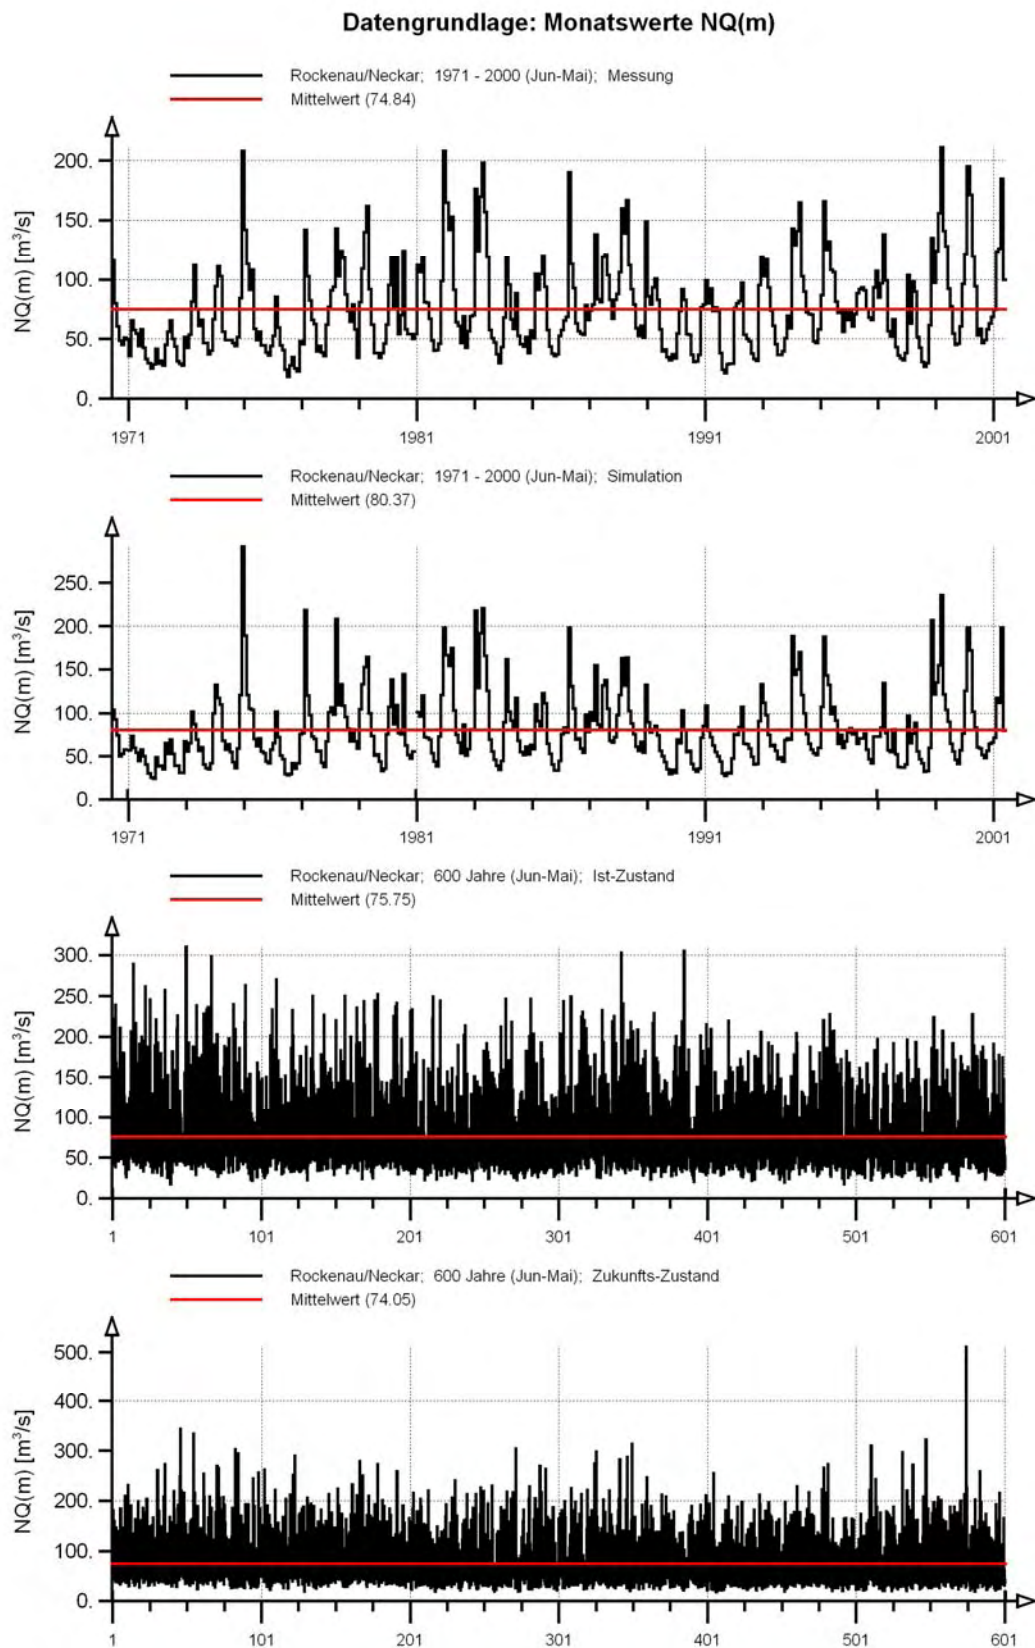 Datengrundlage: Monatswerte NQ(m)
Rockenau/Neckar; 1971 - 2000 (Jun-Mai); Messung
Mittelwert (74.84)
NQ(m) [m³/s]
200.
150.
100.
50.
0.
1971 1981 1991 2001
Rockenau/Neckar; 1971 - 2000 (Jun-Mai); Simulation
Mittelwert (80.37)
NQ(m) [m³/s]
250.
200.
150.
100.
50.
0.
1971 1981 1991 2001
Rockenau/Neckar; 600 Jahre (Jun-Mai); Ist-Zustand
Mittelwert (75.75)
NQ(m) [m³/s]
300.
250.
200.
150.
100.
50.
0.
1 101 201 301 401 501 601
Rockenau/Neckar; 600 Jahre (Jun-Mai); Zukunfts-Zustand
Mittelwert (74.05)
NQ(m) [m³/s]
500.
400.
300.
200.
100.
0.
1 101 201 301 401 501 601